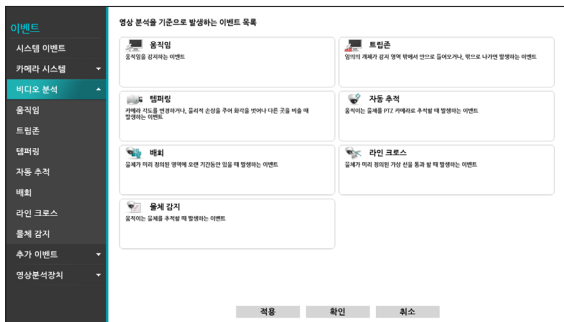 이벤트
시스템 이벤트
카메라 시스템
비디오 분석
움직임
트립존
템퍼링
자동 추적
배회
라인 크로스
물체 감지
추가 이벤트
영상분석장치
영상 분석을 기준으로 발생하는 이벤트 목록
움직임
움직임을 감지하는 이벤트
트립존
임의의 개체가 감지 영역 밖에서 안으로 들어오거나, 밖으로 나가면 발생하는 이벤트
템퍼링
카메라 각도를 변경하거나, 물리적 손상을 주어 화각을 벗어나 다른 곳을 비출 때
발생하는 이벤트
자동 추적
움직이는 물체를 PTZ 카메라로 추적할 때 발생하는 이벤트
배회
물체가 미리 정의된 영역에 오랜 기간동안 있을 때 발생하는 이벤트
라인 크로스
물체가 미리 정의된 가상 선을 통과 할 때 발생하는 이벤트
물체 감지
움직이는 물체를 추적할 때 발생하는 이벤트
적용
확인
취소